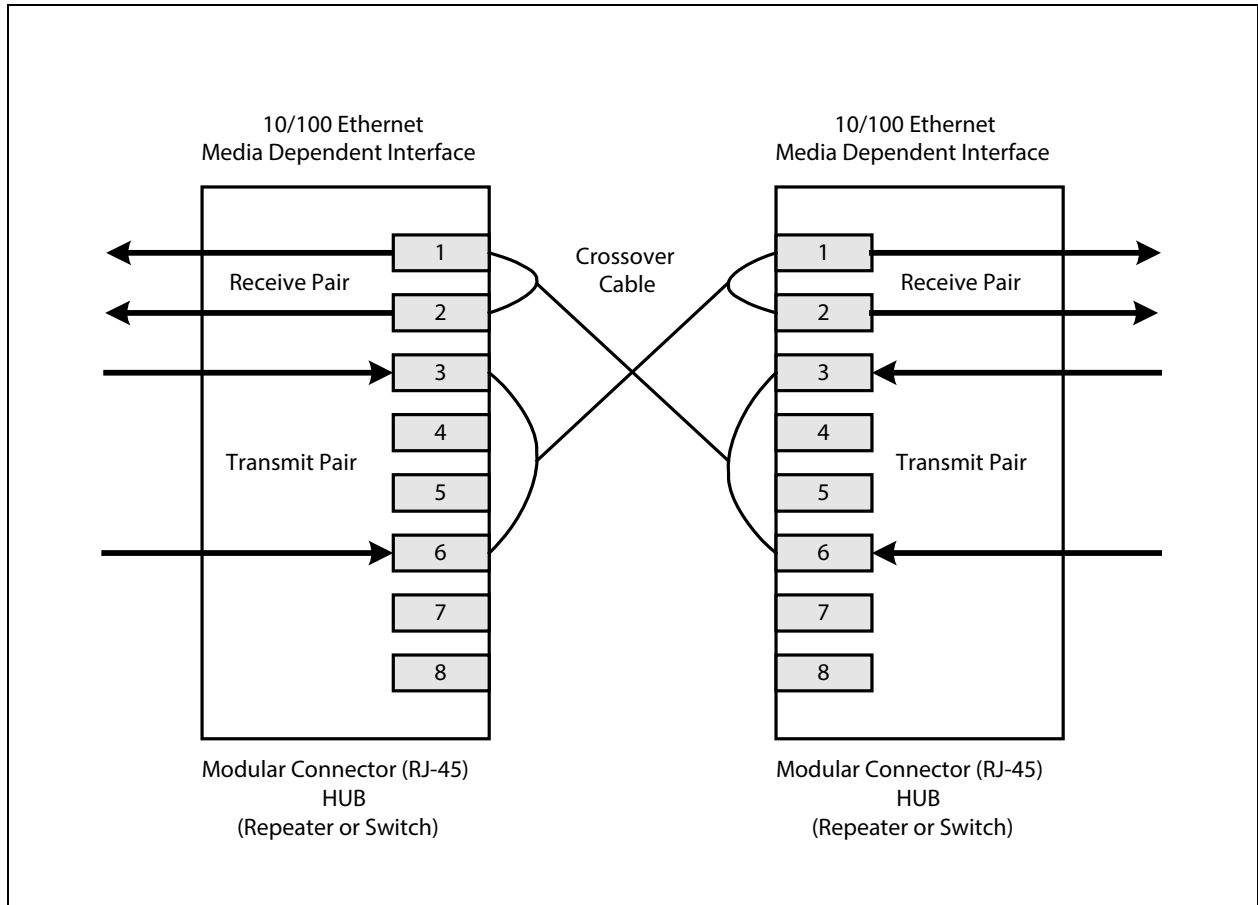 10/100 Ethernet
Media Dependent Interface
10/100 Ethernet
Media Dependent Interface
1
Receive Pair
2
3
4
Transmit Pair
5
6
7
8
Crossover
Cable
1
Receive Pair
2
3
4
Transmit Pair
5
6
7
8
Modular Connector (RJ-45)
HUB
(Repeater or Switch)
Modular Connector (RJ-45)
HUB
(Repeater or Switch)